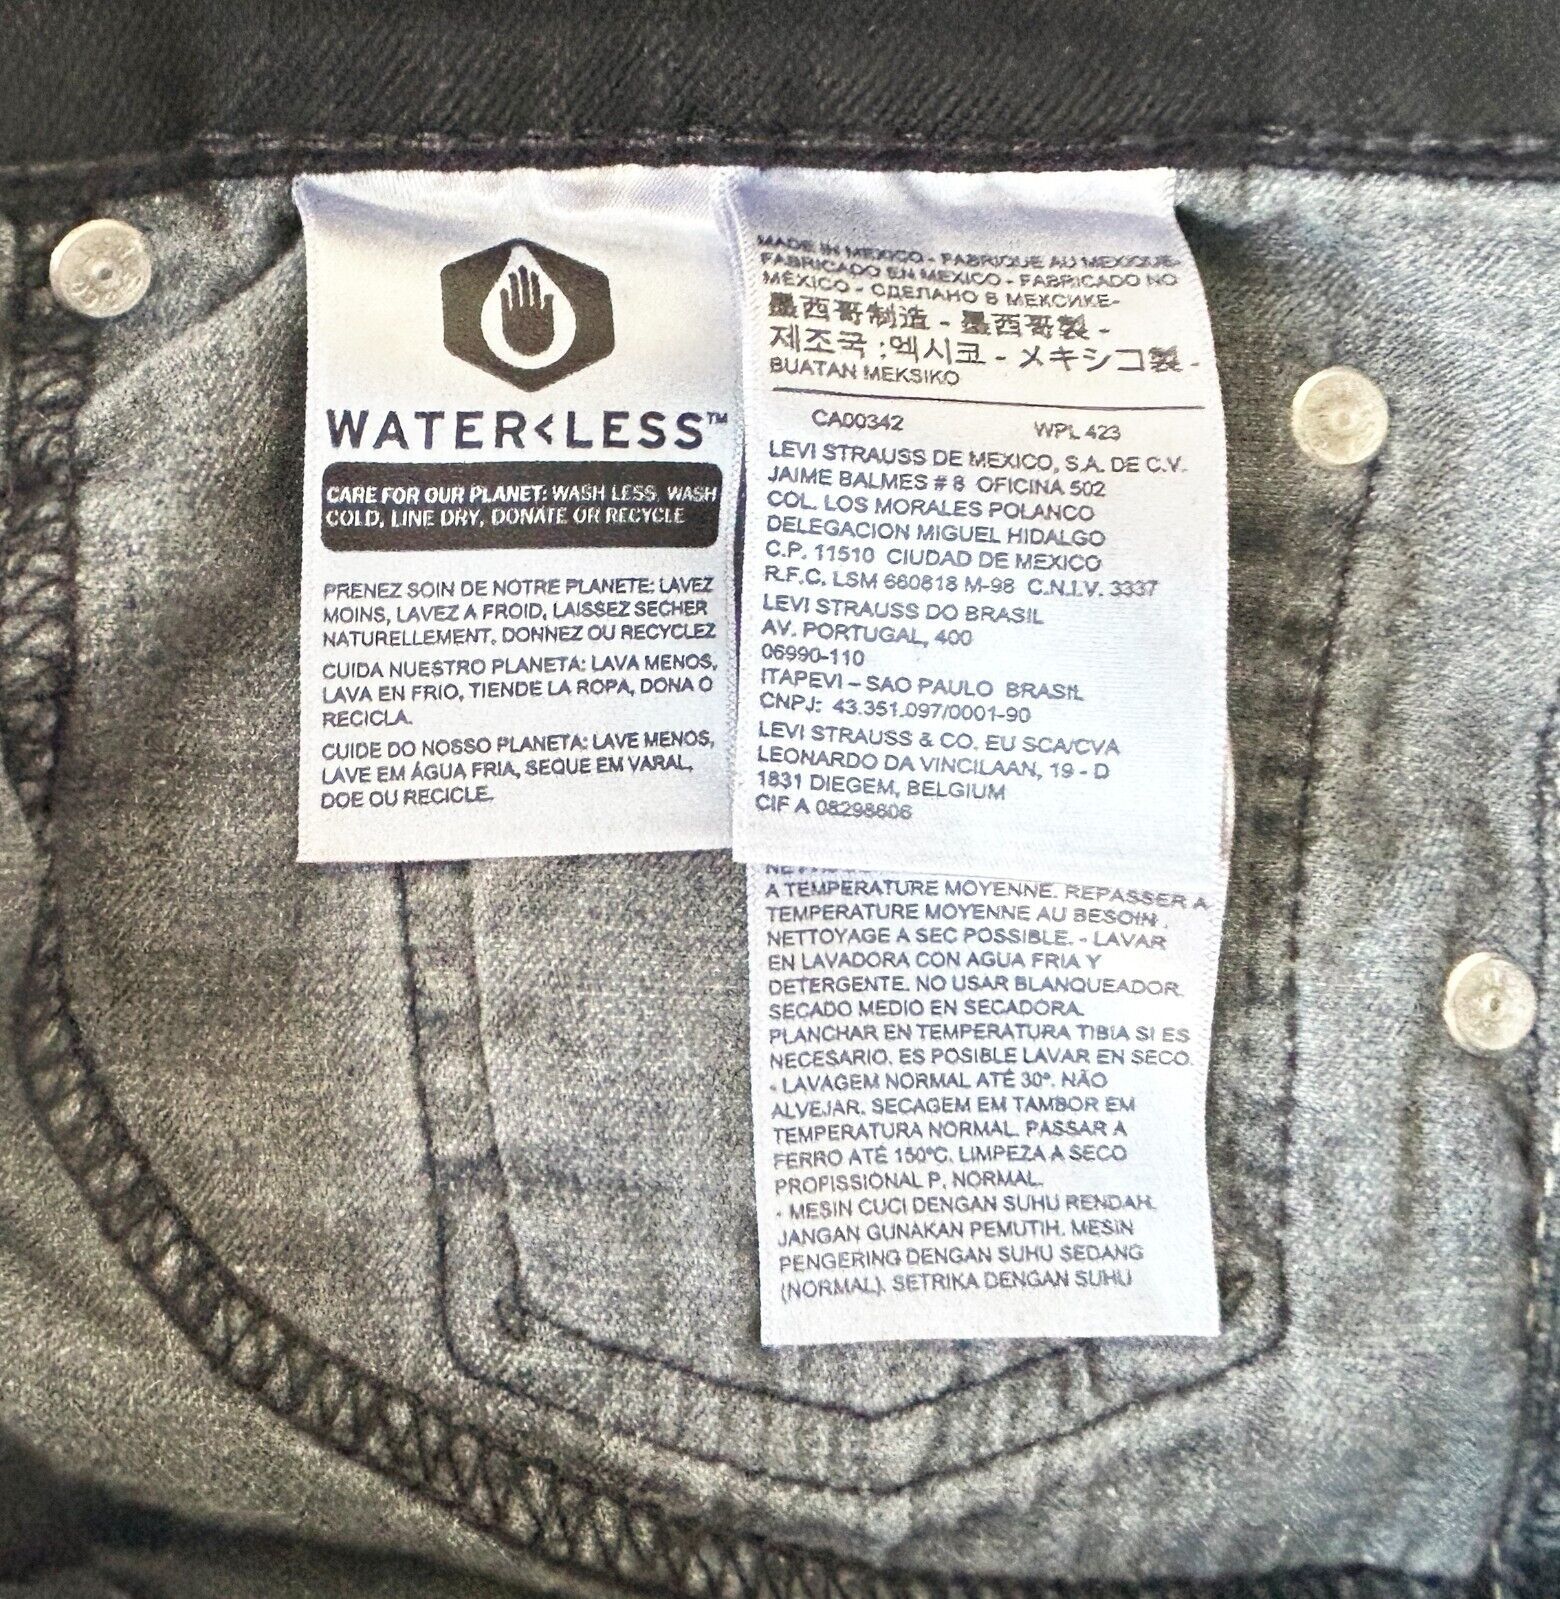 WATER<LESS™
CARE FOR OUR PLANET: WASH LESS, WASH
COLD, LINE DRY, DONATE OR RECYCLE
PRENEZ SOIN DE NOTRE PLANETE: LAVEZ
MOINS, LAVEZ A FROID, LAISSEZ SECHER
NATURELLEMENT, DONNEZ OU RECYCLEZ
CUIDA NUESTRO PLANETA: LAVA MENOS,
LAVA EN FRIO, TIENDE LA ROPA, DONA O
RECICLA.
CUIDE DO NOSSO PLANETA: LAVE MENOS,
LAVE EM ÁGUA FRIA, SEQUE EM VARAL,
DOE OU RECICLE.
MADE IN MEXICO - FABRIQUE AU MEXIQUE-
FABRICADO EN MEXICO - FABRICADO NO
MÉXICO - СДЕЛАНО В МЕКСИКЕ-
墨西哥制造 - 墨西哥製 -
제조국 : 멕시코 - メキシコ製 -
BUATAN MEKSIKO
CA00342 WPL 423
LEVI STRAUSS DE MEXICO, S.A. DE C.V.
JAIME BALMES # 8 OFICINA 502
COL. LOS MORALES POLANCO
DELEGACION MIGUEL HIDALGO
C.P. 11510 CIUDAD DE MEXICO
R.F.C. LSM 680818 M-98 C.N.I.V. 3337
LEVI STRAUSS DO BRASIL
AV. PORTUGAL, 400
06990-110
ITAPEVI – SAO PAULO BRASIL
CNPJ: 43.351.097/0001-90
LEVI STRAUSS & CO. EU SCA/CVA
LEONARDO DA VINCILAAN, 19 - D
1831 DIEGEM, BELGIUM
CIF A 08298606
A TEMPERATURE MOYENNE. REPASSER A
TEMPERATURE MOYENNE AU BESOIN.
NETTOYAGE A SEC POSSIBLE. - LAVAR
EN LAVADORA CON AGUA FRIA Y
DETERGENTE. NO USAR BLANQUEADOR.
SECADO MEDIO EN SECADORA.
PLANCHAR EN TEMPERATURA TIBIA SI ES
NECESARIO. ES POSIBLE LAVAR EN SECO.
- LAVAGEM NORMAL ATÉ 30°. NÃO
ALVEJAR. SECAGEM EM TAMBOR EM
TEMPERATURA NORMAL. PASSAR A
FERRO ATÉ 150°C. LIMPEZA A SECO
PROFISSIONAL P, NORMAL.
- MESIN CUCI DENGAN SUHU RENDAH.
JANGAN GUNAKAN PEMUTIH. MESIN
PENGERING DENGAN SUHU SEDANG
(NORMAL). SETRIKA DENGAN SUHU